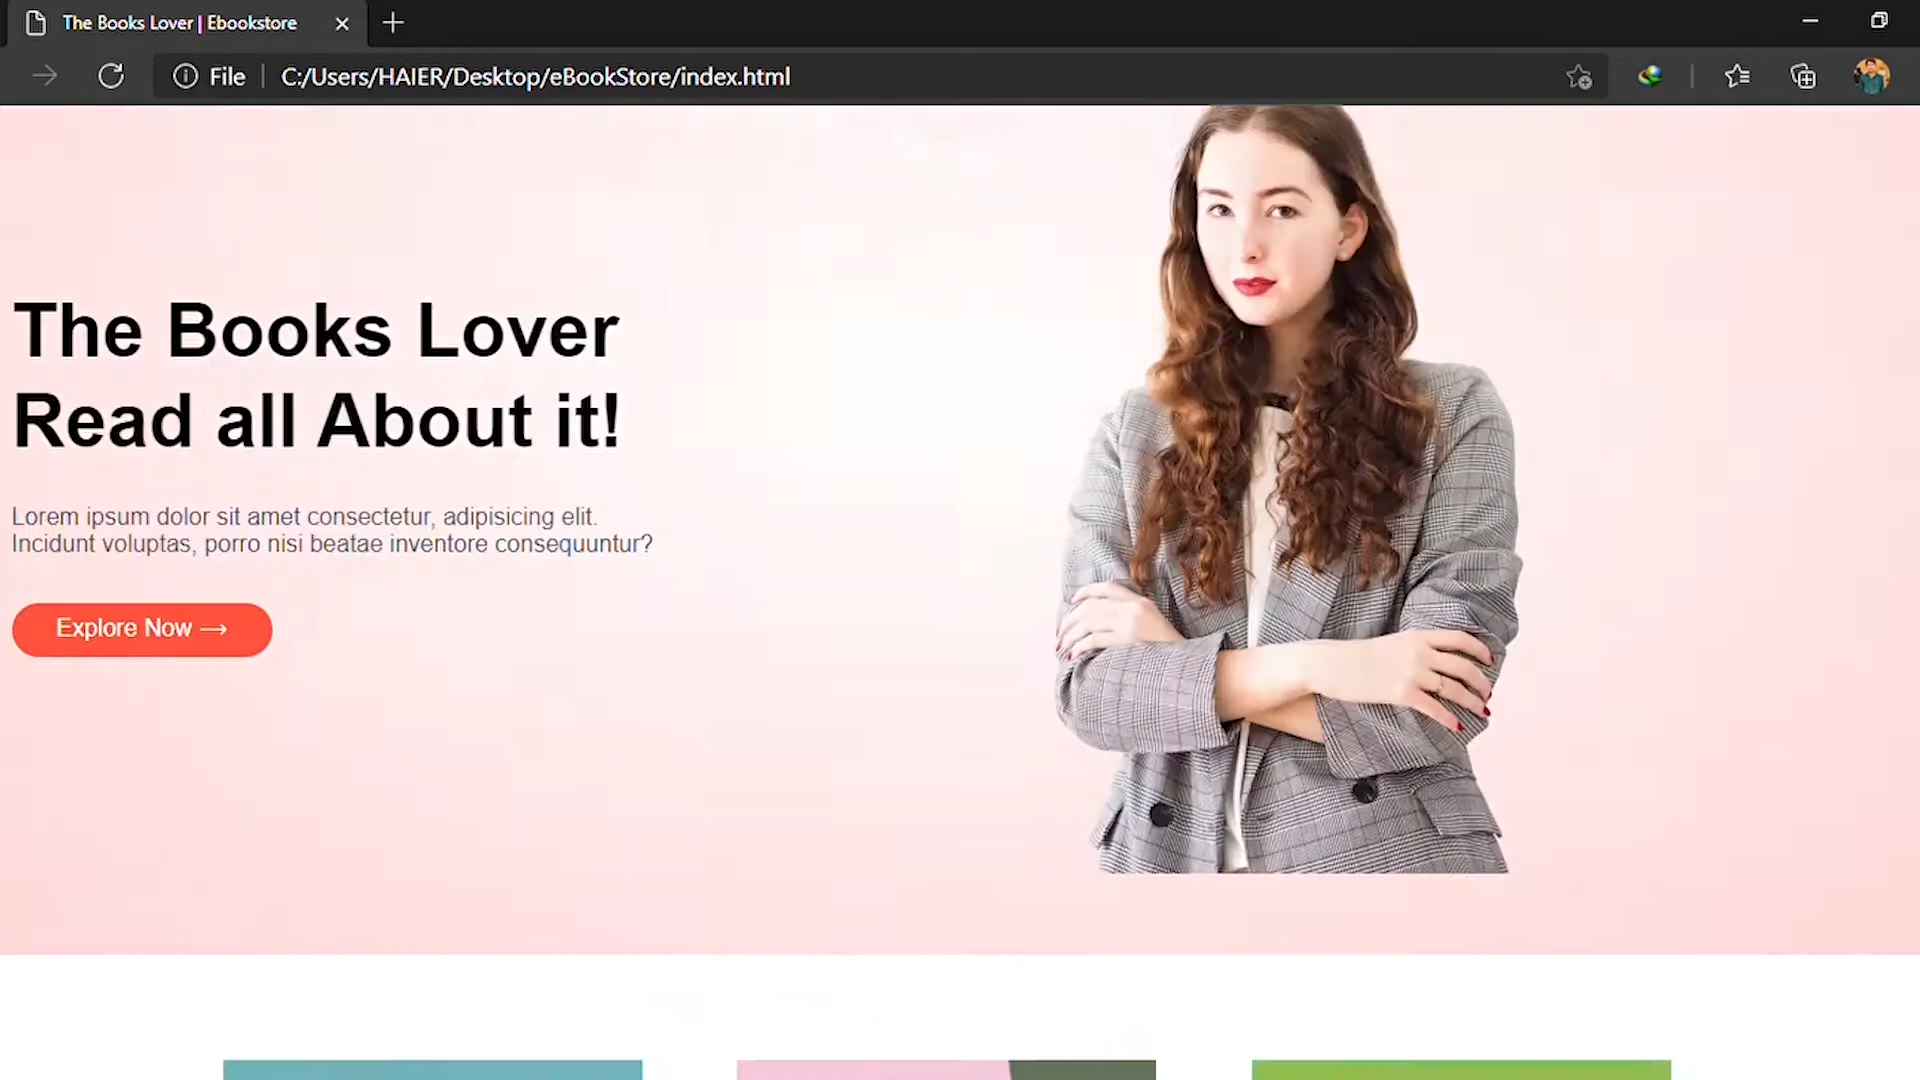 The Books Lover | Ebookstore
File
C:/Users/HAIER/Desktop/eBookStore/index.html
The Books Lover
Read all About it!
Lorem ipsum dolor sit amet consectetur, adipisicing elit.
Incidunt voluptas, porro nisi beatae inventore consequuntur?
Explore Now ⟶